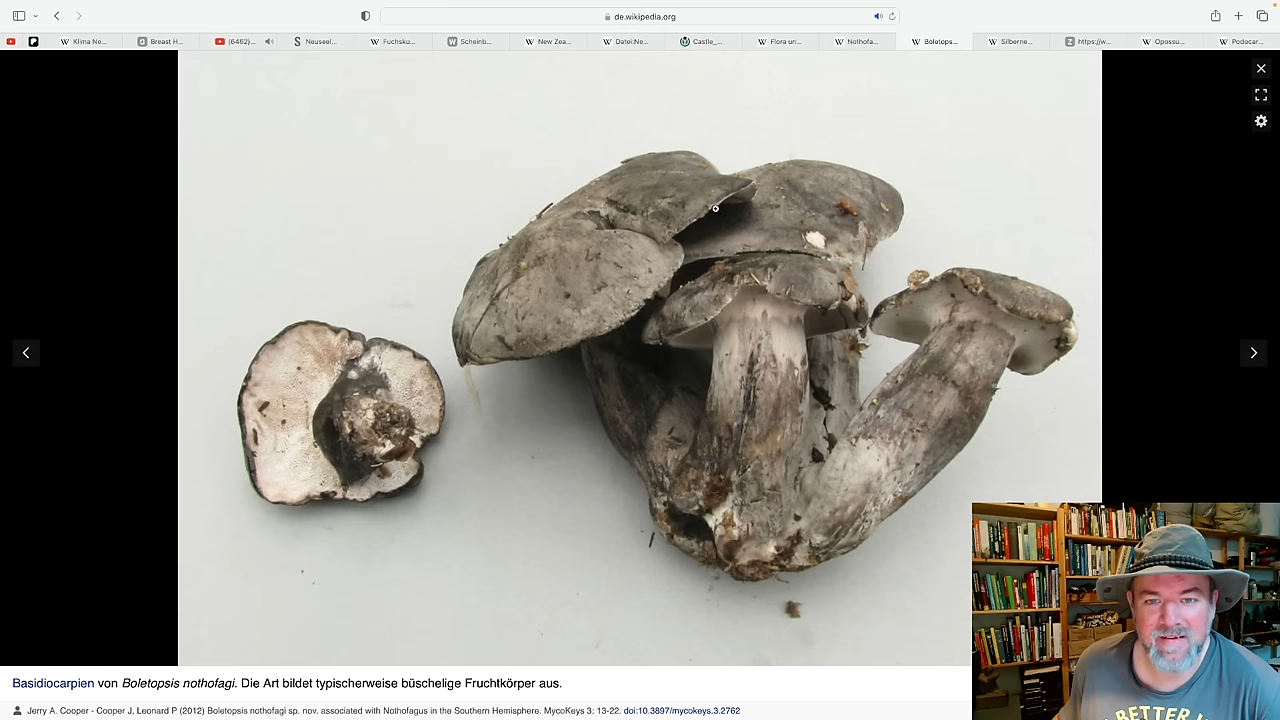 de.wikipedia.org
Klima Ne...
Breast H...
(6462)...
Neuseel...
Fuchsku...
Scheinb...
New Zea...
Datei:Ne...
Castle_...
Flora un...
Nothofa...
Boletops...
Silberne...
https://w...
Opossu...
Podocar...
Basidiocarpien von Boletopsis nothofagi. Die Art bildet typischerweise büschelige Fruchtkörper aus.
Jerry A. Cooper - Cooper J, Leonard P (2012) Boletopsis nothofagi sp. nov. associated with Nothofagus in the Southern Hemisphere. MycoKeys 3: 13-22. doi:10.3897/mycokeys.3.2762
BETTER